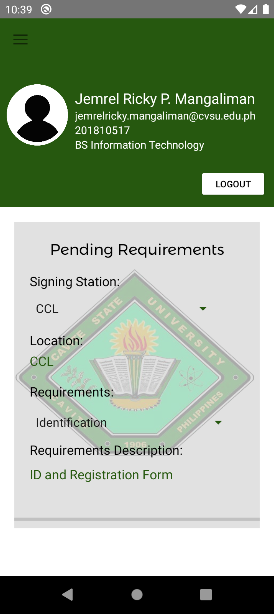 10:39
Jemrel Ricky P. Mangaliman
jemrelricky.mangaliman@cvsu.edu.ph
201810517
BS Information Technology
LOGOUT
Pending Requirements
Signing Station:
CCL
Location:
CCL
Requirements:
Identification
Requirements Description:
ID and Registration Form
CAVITE STATE UNIVERSITY
CAVITE
1906
PHILIPPINES